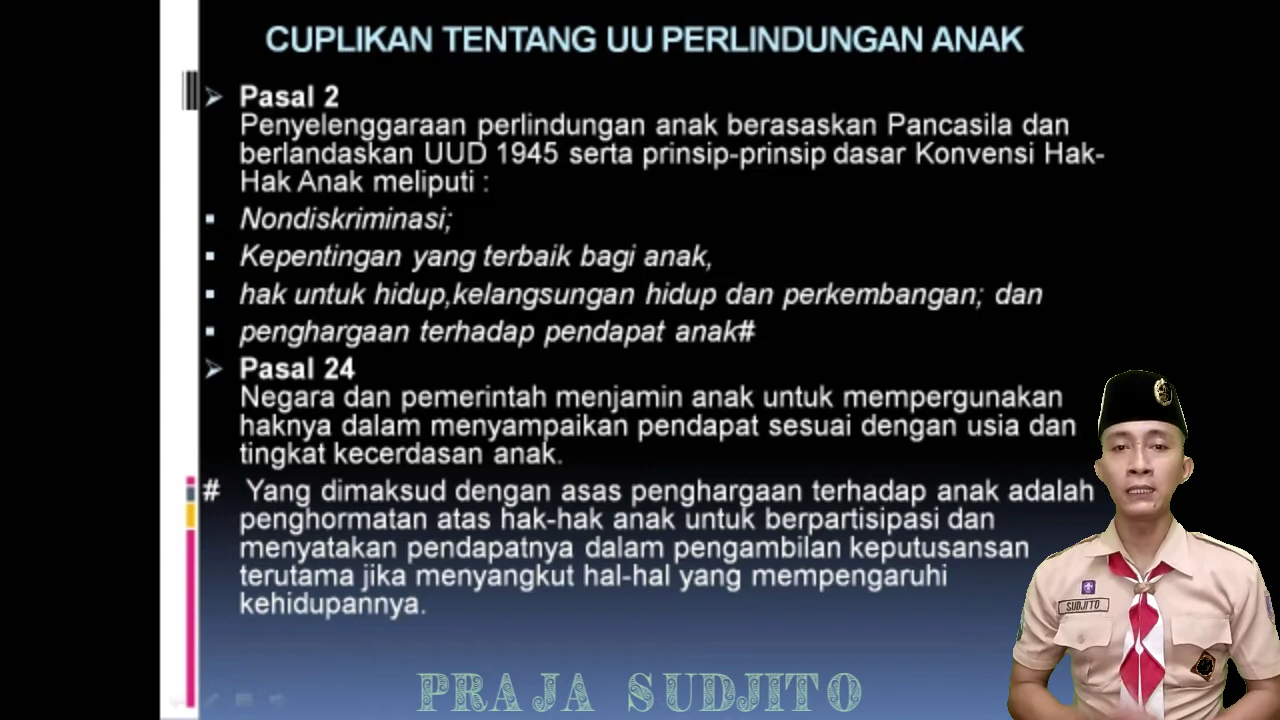 CUPLIKAN TENTANG UU PERLINDUNGAN ANAK
Pasal 2
Penyelenggaraan perlindungan anak berasaskan Pancasila dan
berlandaskan UUD 1945 serta prinsip-prinsip dasar Konvensi Hak-
Hak Anak meliputi :
Nondiskriminasi;
Kepentingan yang terbaik bagi anak,
hak untuk hidup,kelangsungan hidup dan perkembangan; dan
penghargaan terhadap pendapat anak#
Pasal 24
Negara dan pemerintah menjamin anak untuk mempergunakan
haknya dalam menyampaikan pendapat sesuai dengan usia dan
tingkat kecerdasan anak.
# Yang dimaksud dengan asas penghargaan terhadap anak adalah
penghormatan atas hak-hak anak untuk berpartisipasi dan
menyatakan pendapatnya dalam pengambilan keputusansan
terutama jika menyangkut hal-hal yang mempengaruhi
kehidupannya.
SUDJITO
PRAJA SUDJITO